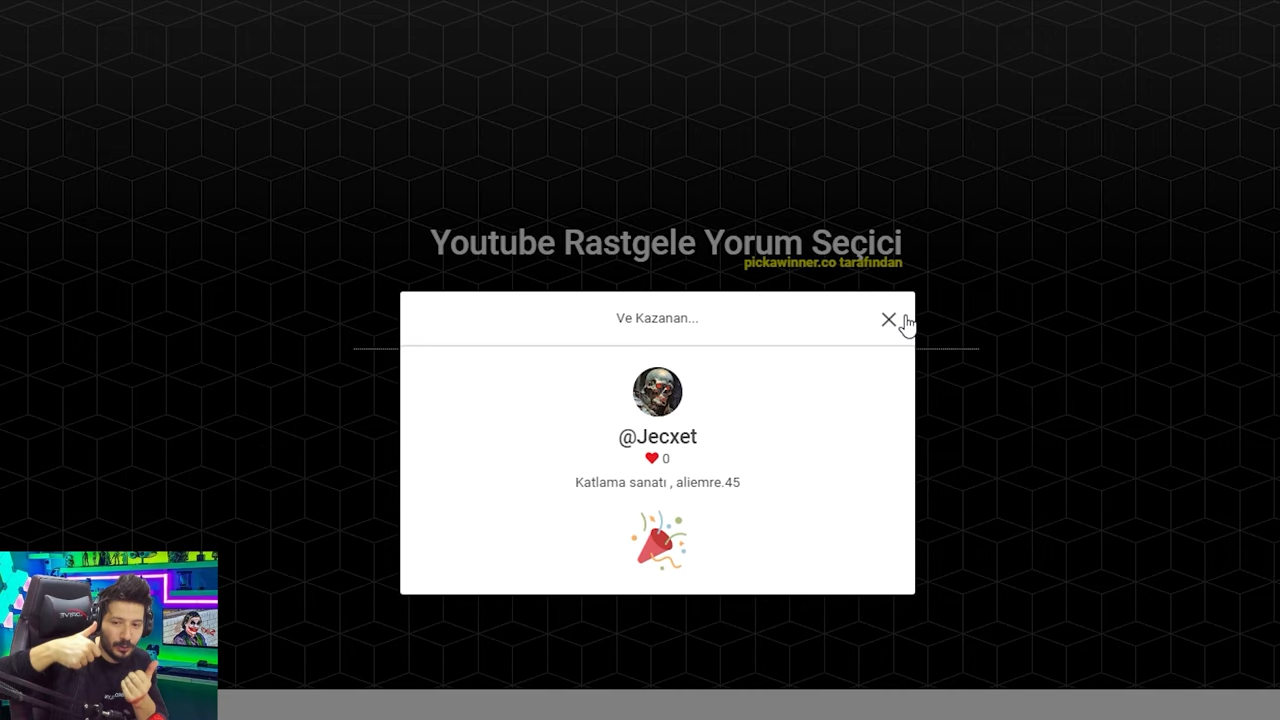 Youtube Rastgele Yorum Seçici
pickawinner.co tarafından
Ve Kazanan...
@Jecxet
0
Katlama sanatı , aliemre.45